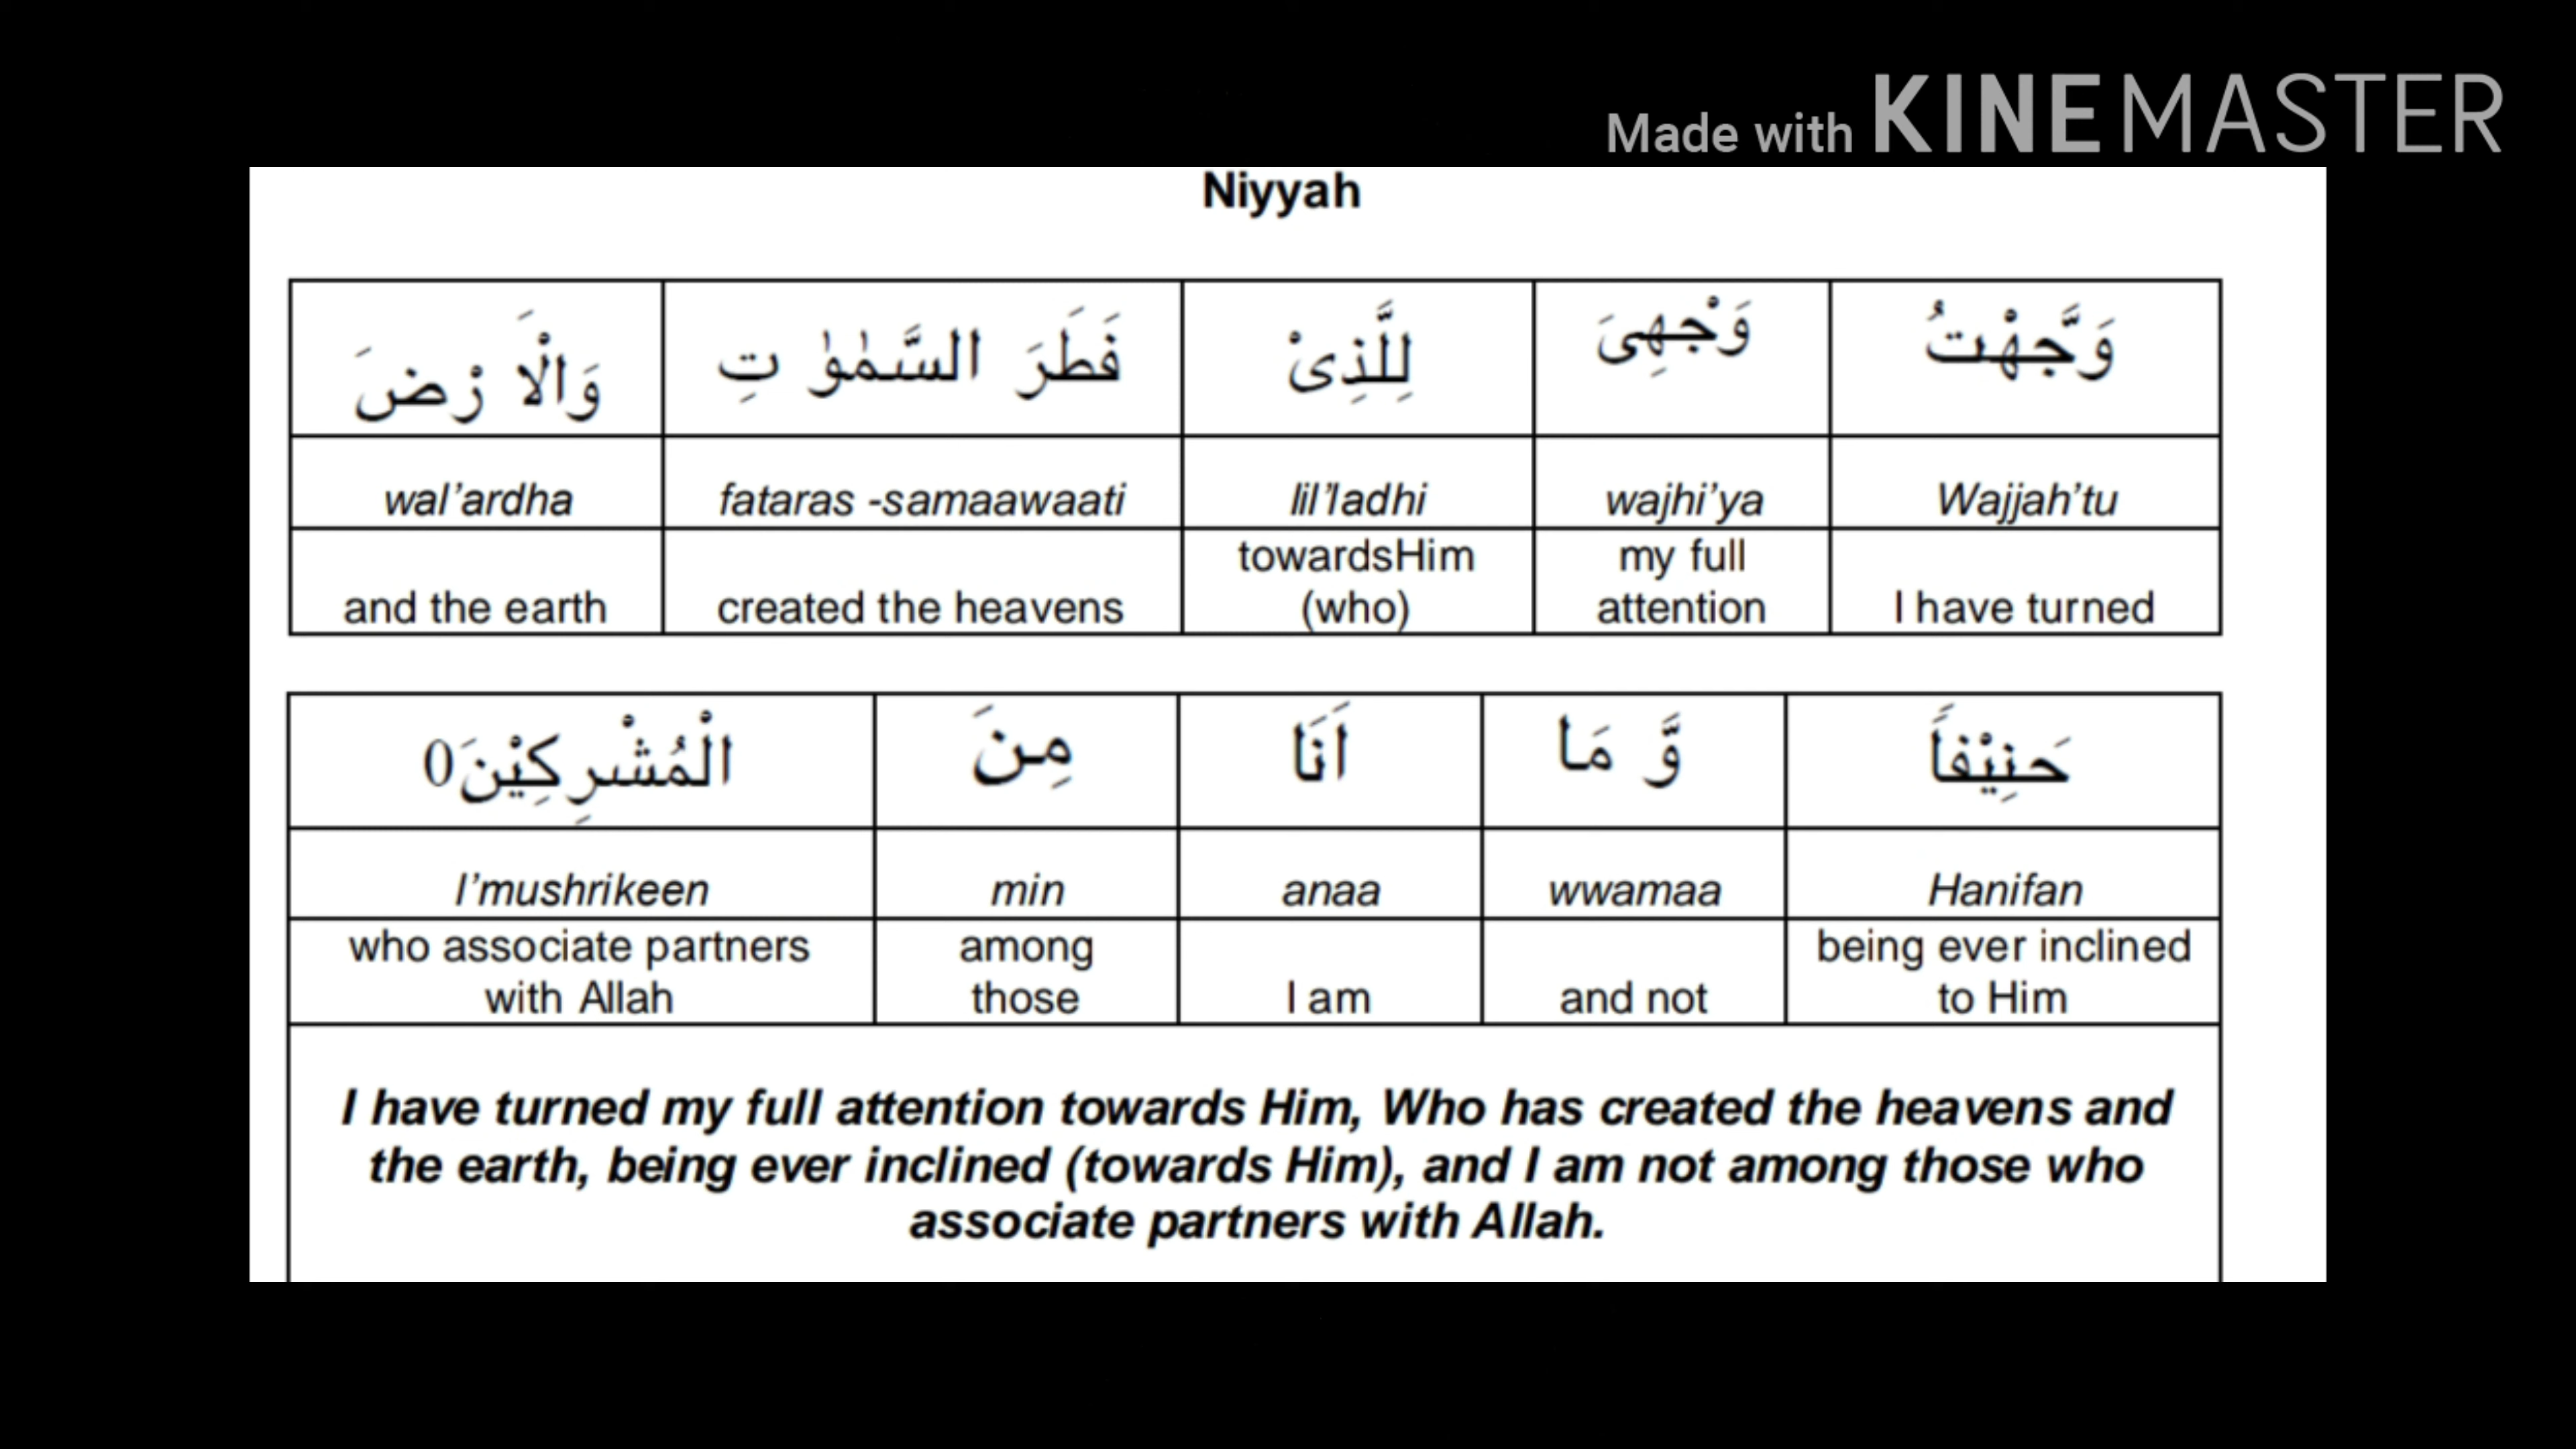 Made with KINEMASTER
Niyyah
وَجَّهْتُ وَجْهِیَ لِلَّذِیْ فَطَرَ السَّمٰوٰ تِ وَالْاَ رْضَ
wal’ardha fataras -samaawaati lil’ladhi wajhi’ya Wajjah’tu
towardsHim my full
and the earth created the heavens (who) attention I have turned
حَنِيْفاً وَّ مَا اَنَا مِنَ الْمُشْرِكِيْنَ0
l’mushrikeen min anaa wwamaa Hanifan
who associate partners among being ever inclined
with Allah those I am and not to Him
I have turned my full attention towards Him, Who has created the heavens and
the earth, being ever inclined (towards Him), and I am not among those who
associate partners with Allah.